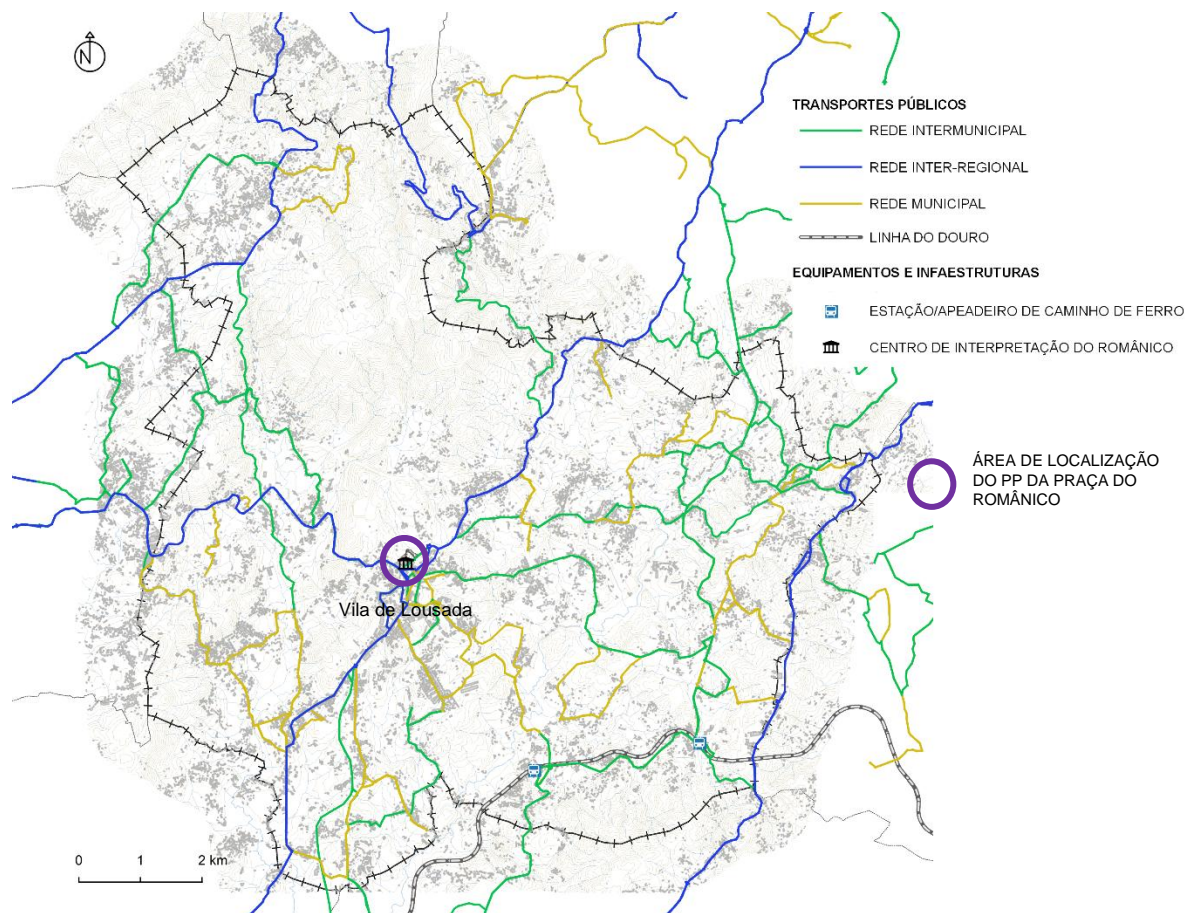 N
TRANSPORTES PÚBLICOS
REDE INTERMUNICIPAL
REDE INTER-REGIONAL
REDE MUNICIPAL
LINHA DO DOURO
EQUIPAMENTOS E INFAESTRUTURAS
ESTAÇÃO/APEADEIRO DE CAMINHO DE FERRO
CENTRO DE INTERPRETAÇÃO DO ROMÂNICO
ÁREA DE LOCALIZAÇÃO
DO PP DA PRAÇA DO
ROMÂNICO
Vila de Lousada
0 1 2 km